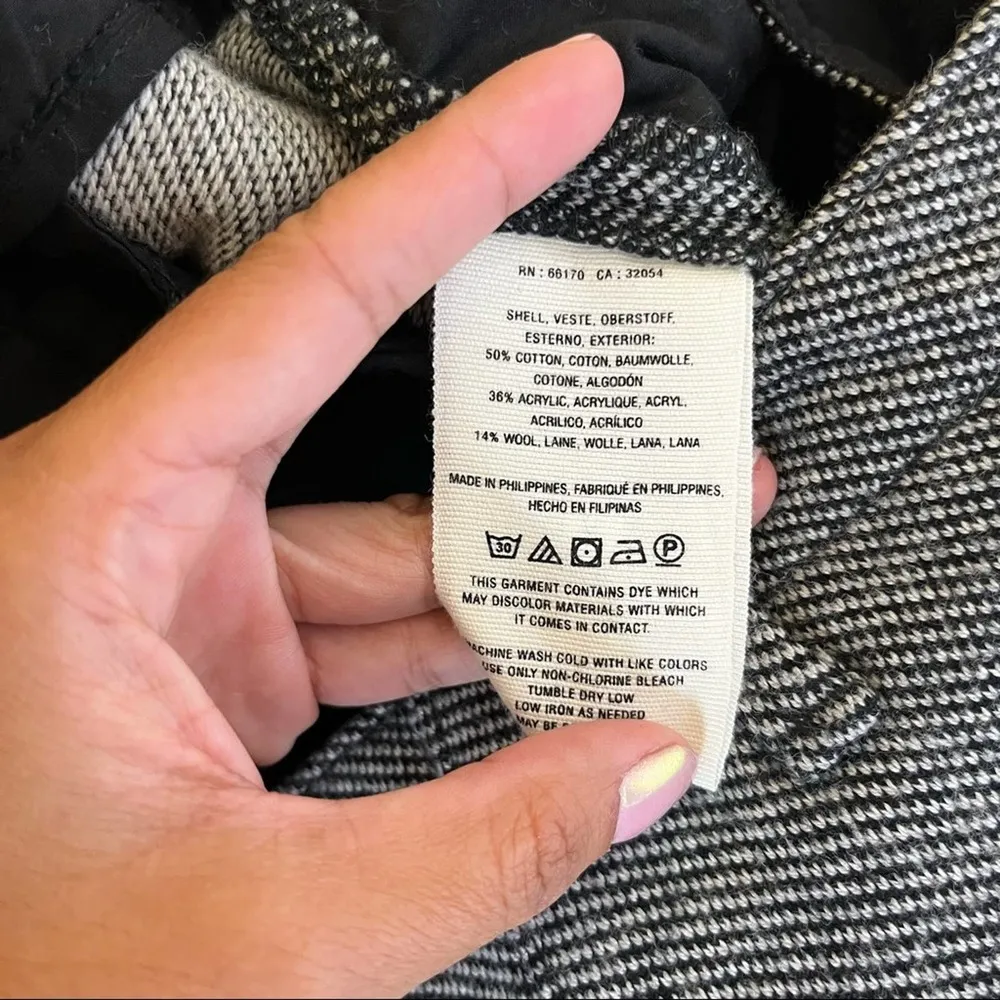 RN : 66170 CA : 32054
SHELL, VESTE, OBERSTOFF,
ESTERNO, EXTERIOR:
50% COTTON, COTON, BAUMWOLLE,
COTONE, ALGODÓN
36% ACRYLIC, ACRYLIQUE, ACRYL,
ACRILICO, ACRÍLICO
14% WOOL, LAINE, WOLLE, LANA, LANA
MADE IN PHILIPPINES, FABRIQUÉ EN PHILIPPINES,
HECHO EN FILIPINAS
30 P
THIS GARMENT CONTAINS DYE WHICH
MAY DISCOLOR MATERIALS WITH WHICH
IT COMES IN CONTACT.
WASH COLD WITH LIKE COLORS
USE ONLY NON-CHLORINE BLEACH
TUMBLE DRY LOW
LOW IRON AS NEEDED
MAY BE